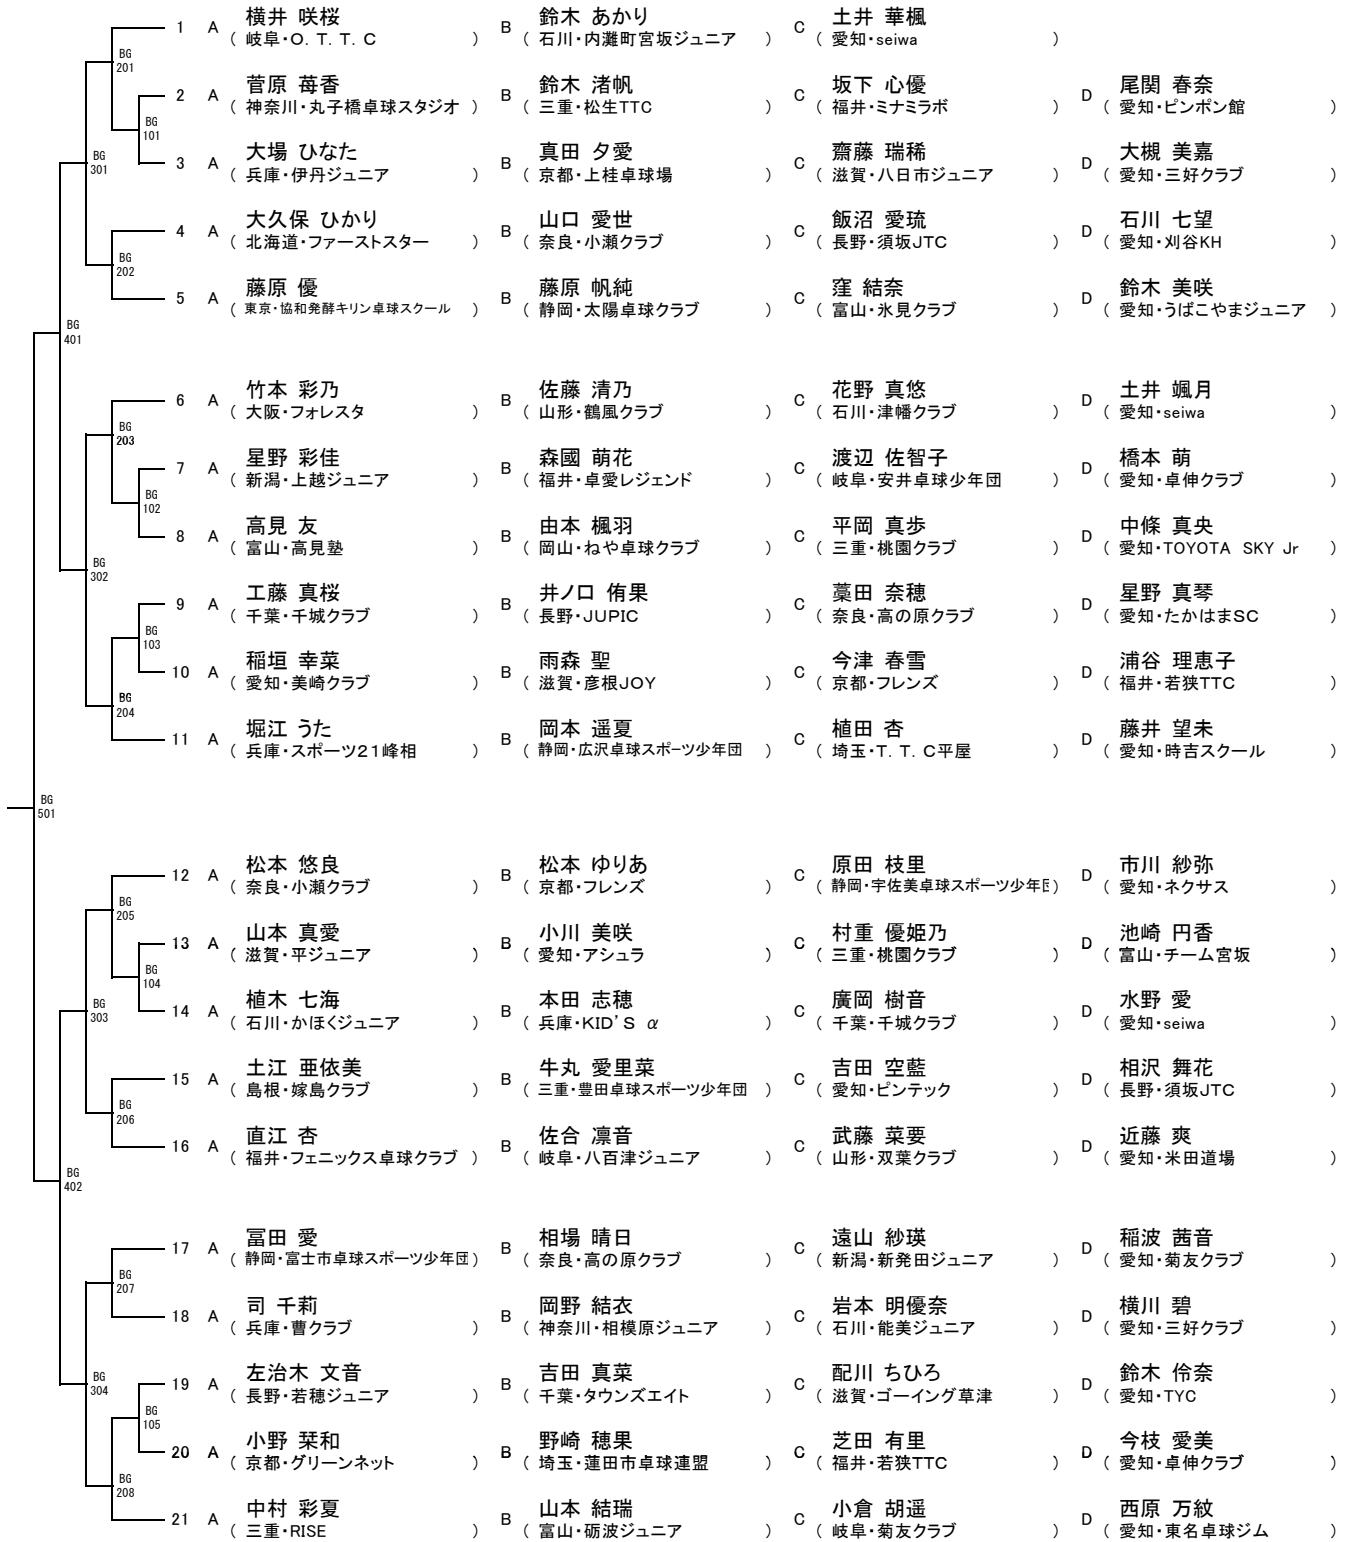 1 A 横井 咲桜 B 鈴木 あかり C 土井 華楓
( 岐阜・O. T. T. C ) ( 石川・内灘町宮坂ジュニア ) ( 愛知・seiwa )
BG
201
2 A 菅原 苺香 B 鈴木 渚帆 C 坂下 心優 D 尾関 春奈
( 神奈川・丸子橋卓球スタジオ ) ( 三重・松生TTC ) ( 福井・ミナミラボ ) ( 愛知・ピンポン館 )
BG
101
3 A 大場 ひなた B 真田 夕愛 C 齋藤 瑞稀 D 大槻 美嘉
( 兵庫・伊丹ジュニア ) ( 京都・上桂卓球場 ) ( 滋賀・八日市ジュニア ) ( 愛知・三好クラブ )
BG
301
4 A 大久保 ひかり B 山口 愛世 C 飯沼 愛琉 D 石川 七望
( 北海道・ファーストスター ) ( 奈良・小瀬クラブ ) ( 長野・須坂JTC ) ( 愛知・刈谷KH )
BG
202
5 A 藤原 優 B 藤原 帆純 C 窪 結奈 D 鈴木 美咲
( 東京・協和発酵キリン卓球スクール ) ( 静岡・太陽卓球クラブ ) ( 富山・氷見クラブ ) ( 愛知・うぱこやまジュニア )
BG
401
6 A 竹本 彩乃 B 佐藤 清乃 C 花野 真悠 D 土井 颯月
( 大阪・フォレスタ ) ( 山形・鶴風クラブ ) ( 石川・津幡クラブ ) ( 愛知・seiwa )
BG
203
7 A 星野 彩佳 B 森國 萌花 C 渡辺 佐智子 D 橋本 萌
( 新潟・上越ジュニア ) ( 福井・卓愛レジェンド ) ( 岐阜・安井卓球少年団 ) ( 愛知・卓伸クラブ )
BG
102
8 A 高見 友 B 由本 楓羽 C 平岡 真歩 D 中條 真央
( 富山・高見塾 ) ( 岡山・ねや卓球クラブ ) ( 三重・桃園クラブ ) ( 愛知・TOYOTA SKY Jr )
BG
302
9 A 工藤 真桜 B 井ノ口 侑果 C 藁田 奈穂 D 星野 真琴
( 千葉・千城クラブ ) ( 長野・JUPIC ) ( 奈良・高の原クラブ ) ( 愛知・たかはまSC )
BG
103
10 A 稲垣 幸菜 B 雨森 聖 C 今津 春雪 D 浦谷 理恵子
( 愛知・美崎クラブ ) ( 滋賀・彦根JOY ) ( 京都・フレンズ ) ( 福井・若狭TTC )
BG
204
11 A 堀江 うた B 岡本 遥夏 C 植田 杏 D 藤井 望未
( 兵庫・スポーツ21峰相 ) ( 静岡・広沢卓球スポーツ少年団 ) ( 埼玉・T. T. C平屋 ) ( 愛知・時吉スクール )
BG
501
12 A 松本 悠良 B 松本 ゆりあ C 原田 枝里 D 市川 紗弥
( 奈良・小瀬クラブ ) ( 京都・フレンズ ) ( 静岡・宇佐美卓球スポーツ少年団 ) ( 愛知・ネクサス )
BG
205
13 A 山本 真愛 B 小川 美咲 C 村重 優姫乃 D 池崎 円香
( 滋賀・平ジュニア ) ( 愛知・アシュラ ) ( 三重・桃園クラブ ) ( 富山・チーム宮坂 )
BG
104
14 A 植木 七海 B 本田 志穂 C 廣岡 樹音 D 水野 愛
( 石川・かほくジュニア ) ( 兵庫・KID'S α ) ( 千葉・千城クラブ ) ( 愛知・seiwa )
BG
303
15 A 土江 亜依美 B 牛丸 愛里菜 C 吉田 空藍 D 相沢 舞花
( 島根・嫁島クラブ ) ( 三重・豊田卓球スポーツ少年団 ) ( 愛知・ピンテック ) ( 長野・須坂JTC )
BG
206
16 A 直江 杏 B 佐合 凛音 C 武藤 菜要 D 近藤 爽
( 福井・フェニックス卓球クラブ ) ( 岐阜・八百津ジュニア ) ( 山形・双葉クラブ ) ( 愛知・米田道場 )
BG
402
17 A 冨田 愛 B 相場 晴日 C 遠山 紗瑛 D 稲波 茜音
( 静岡・富士市卓球スポーツ少年団 ) ( 奈良・高の原クラブ ) ( 新潟・新発田ジュニア ) ( 愛知・菊友クラブ )
BG
207
18 A 司 千莉 B 岡野 結衣 C 岩本 明優奈 D 横川 碧
( 兵庫・曹クラブ ) ( 神奈川・相模原ジュニア ) ( 石川・能美ジュニア ) ( 愛知・三好クラブ )
BG
304
19 A 左治木 文音 B 吉田 真菜 C 配川 ちひろ D 鈴木 伶奈
( 長野・若穂ジュニア ) ( 千葉・タウンズエイト ) ( 滋賀・ゴーイング草津 ) ( 愛知・TYC )
BG
105
20 A 小野 栞和 B 野崎 穂果 C 芝田 有里 D 今枝 愛美
( 京都・グリーンネット ) ( 埼玉・蓮田市卓球連盟 ) ( 福井・若狭TTC ) ( 愛知・卓伸クラブ )
BG
208
21 A 中村 彩夏 B 山本 結瑞 C 小倉 胡遥 D 西原 万紋
( 三重・RISE ) ( 富山・砺波ジュニア ) ( 岐阜・菊友クラブ ) ( 愛知・東名卓球ジム )